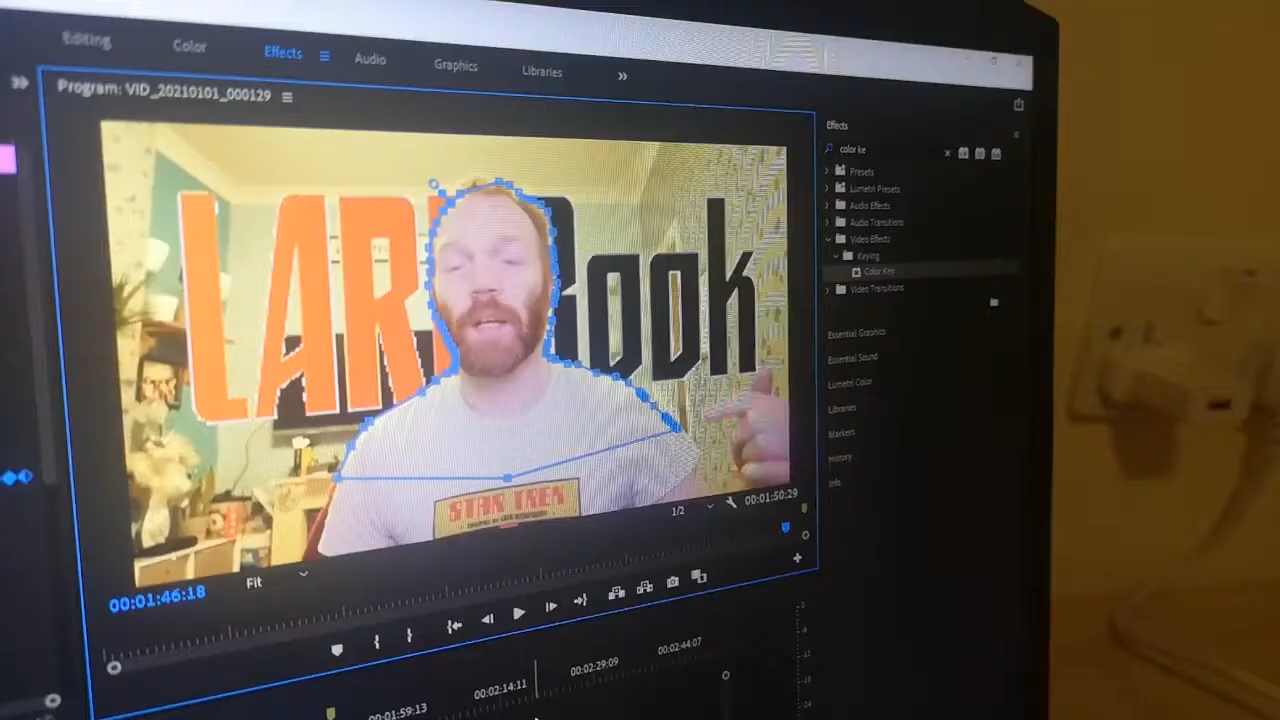 Editing Color Effects Audio Graphics Libraries
Program: VID_20210101_000129
Effects
color ke
Presets
Lumetri Presets
Audio Effects
Audio Transitions
Video Effects
Keying
Color Key
Video Transitions
LAR ook
STAR TREK
Essential Graphics
Essential Sound
Lumetri Color
Libraries
Markers
History
Info
1/2 00:01:50:29
00:01:46:18 Fit
00:01:59:13 00:02:14:11 00:02:29:09 00:02:44:07